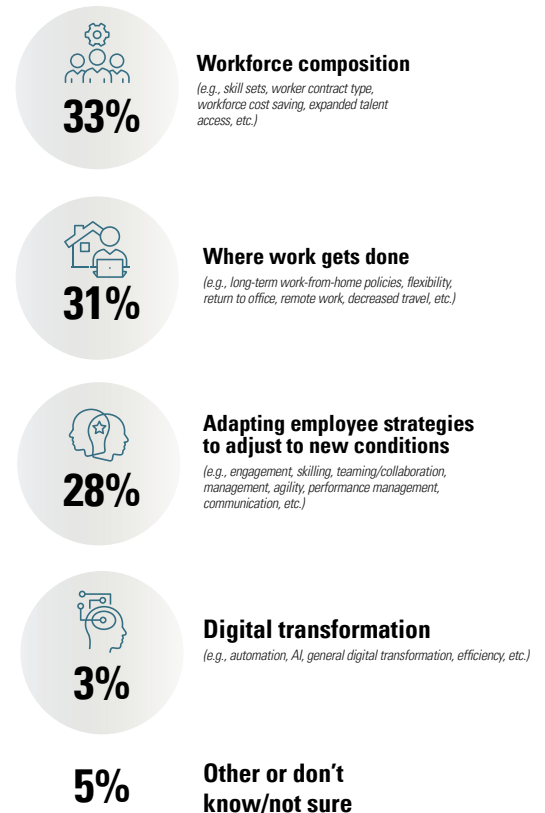 33%
Workforce composition
(e.g., skill sets, worker contract type,
workforce cost saving, expanded talent
access, etc.)
31%
Where work gets done
(e.g., long-term work-from-home policies, flexibility,
return to office, remote work, decreased travel, etc.)
28%
Adapting employee strategies
to adjust to new conditions
(e.g., engagement, skilling, teaming/collaboration,
management, agility, performance management,
communication, etc.)
3%
Digital transformation
(e.g., automation, AI, general digital transformation, efficiency, etc.)
5%
Other or don’t
know/not sure